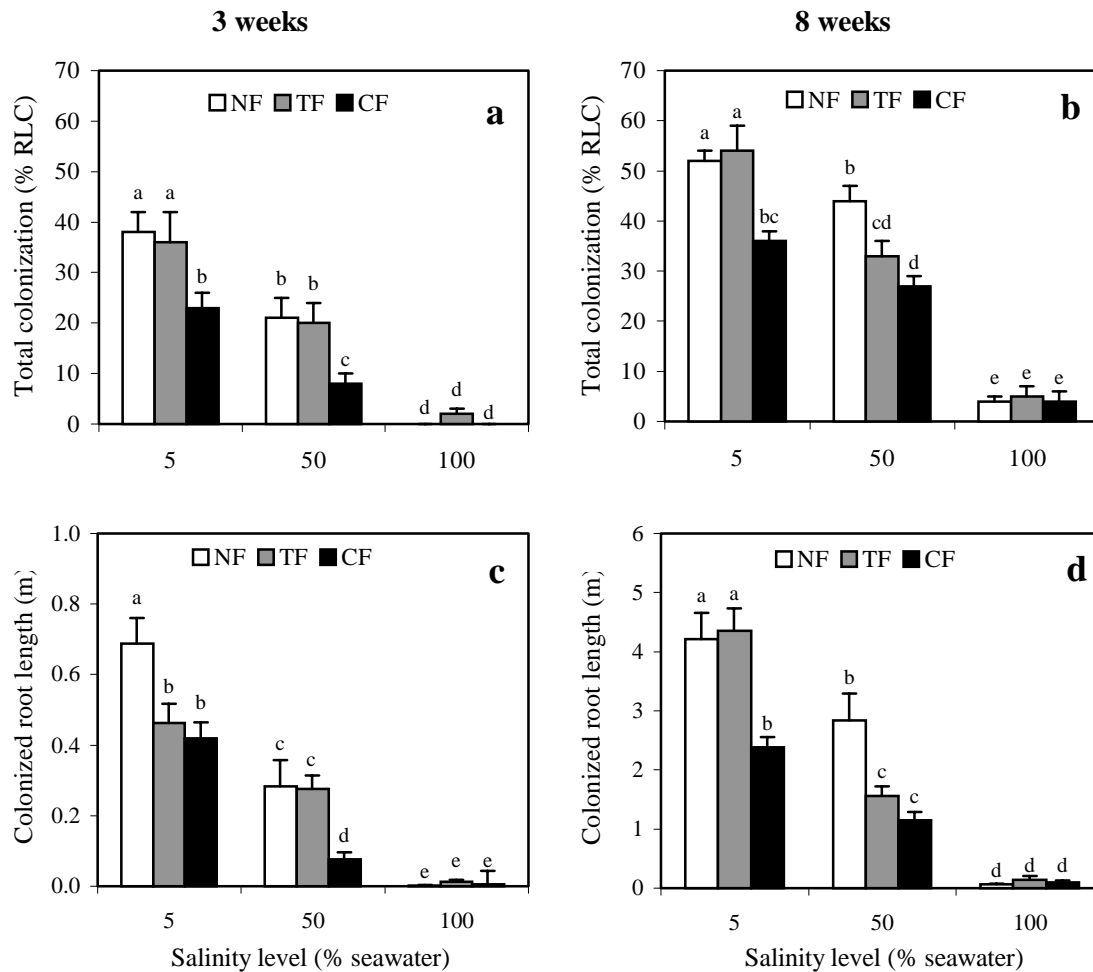 3 weeks
8 weeks
Total colonization (% RLC)
70
60
50
40
30
20
10
0
NF TF CF
a
a a b
b b c
d d d
5 50 100
Total colonization (% RLC)
70
60
50
40
30
20
10
0
NF TF CF
b
a a bc
b cd d
e e e
5 50 100
Colonized root length (m)
1.0
0.8
0.6
0.4
0.2
0.0
NF TF CF
c
a b b
c c d
e e e
5 50 100
Salinity level (% seawater)
Colonized root length (m)
6
5
4
3
2
1
0
NF TF CF
d
a a b
b c c
d d d
5 50 100
Salinity level (% seawater)